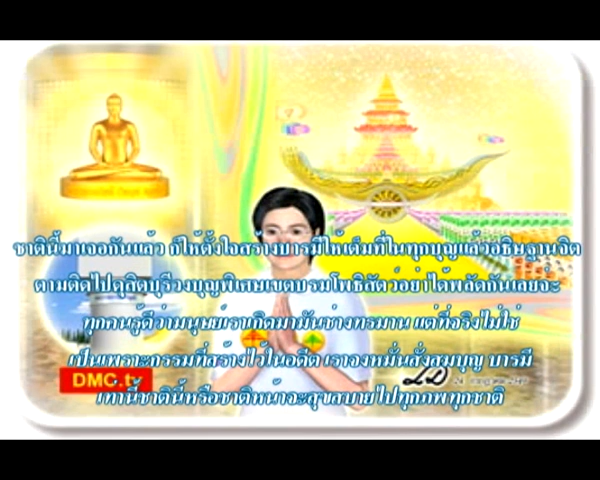 ชาตินี้มาเจอกันแล้ว ก็ให้ตั้งใจสร้างบารมีให้เต็มที่ในทุกบุญแล้วอธิษฐานจิต
ตามติดไปดุสิตบุรีวงบุญพิเศษเขตบรมโพธิสัตว์อย่าได้พลัดกันเลยจ้ะ
ทุกคนรู้ดีว่ามนุษย์เราเกิดมามันช่างทรมาน แต่ที่จริงไม่ใช่
เป็นเพราะกรรมที่สร้างไว้ในอดีต เราจงหมั่นสั่งสมบุญ บารมี
DMC.tv
เท่านี้ชาตินี้หรือชาติหน้าจะสุขสบายไปทุกภพทุกชาติ